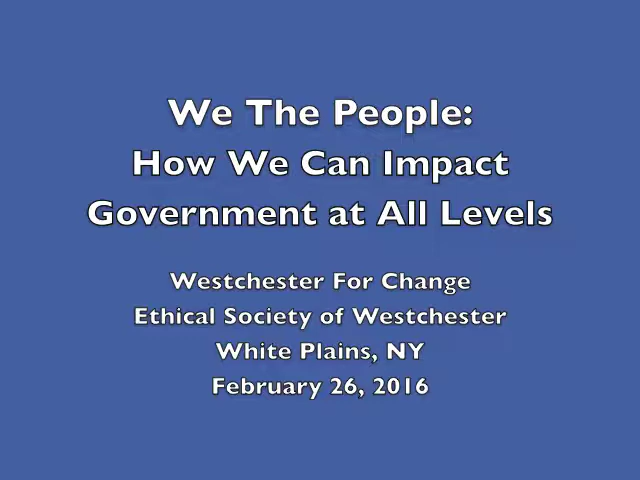 We The People:
How We Can Impact
Government at All Levels
Westchester For Change
Ethical Society of Westchester
White Plains, NY
February 26, 2016